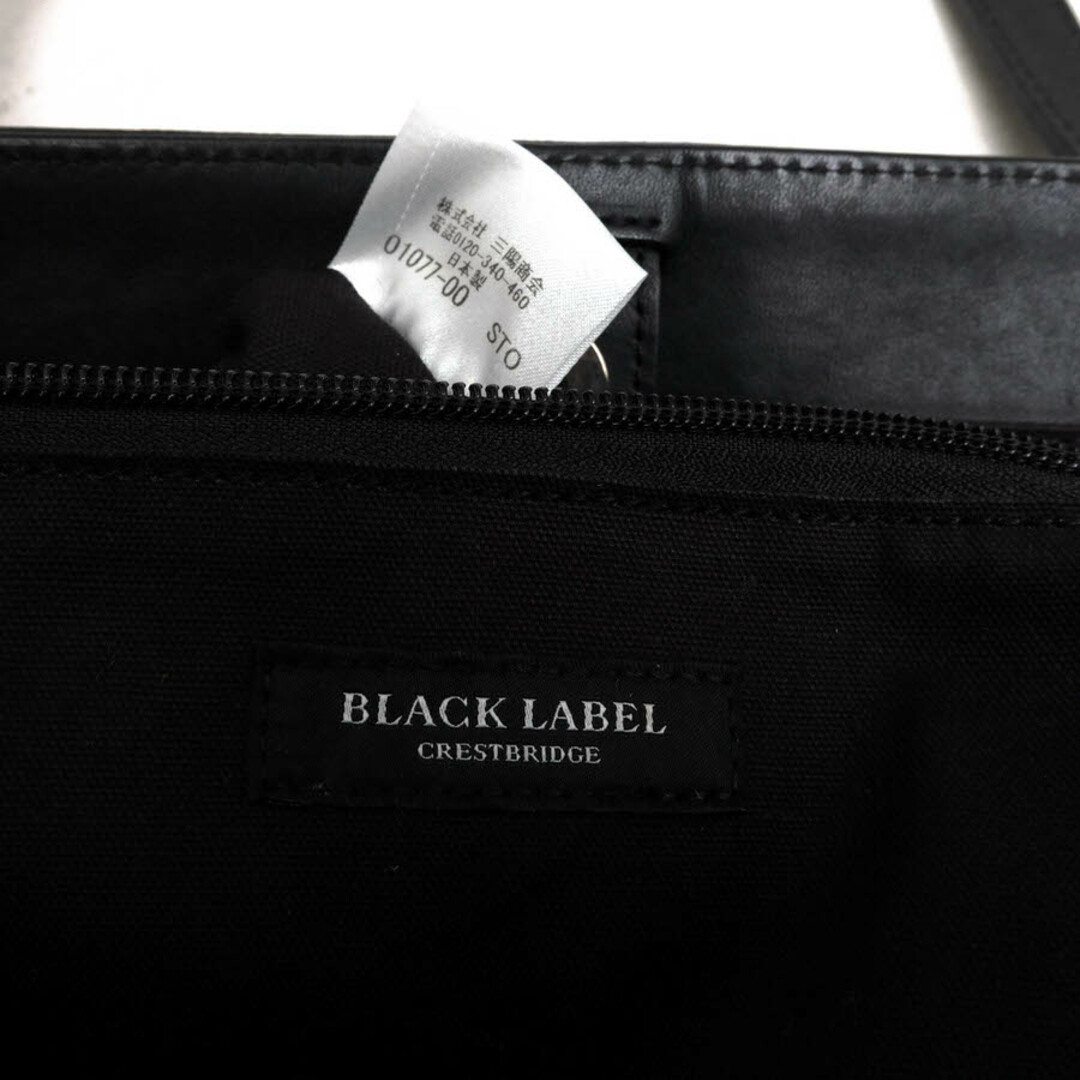 株式会社 三陽商会
電話0120-340-460
日本製
01077-00 STO
BLACK LABEL
CRESTBRIDGE